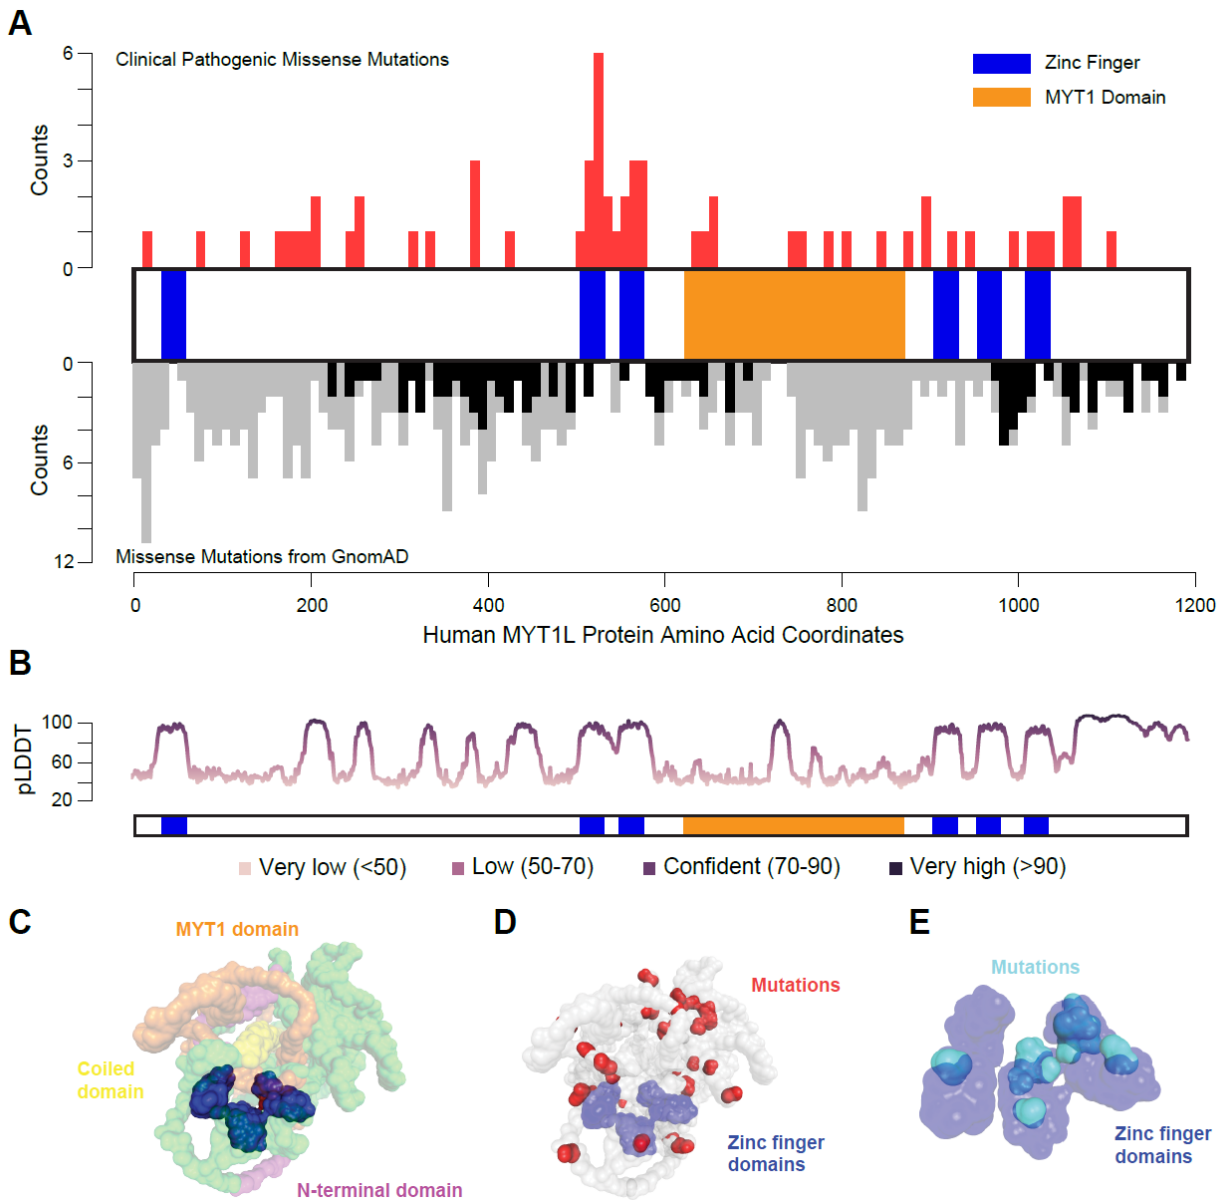 A
6
Clinical Pathogenic Missense Mutations
Zinc Finger
MYT1 Domain
Counts
3
0
0
Counts
6
12
Missense Mutations from GnomAD
0 200 400 600 800 1000 1200
Human MYT1L Protein Amino Acid Coordinates
B
pLDDT
100
60
20
Very low (<50) Low (50-70) Confident (70-90) Very high (>90)
C
MYT1 domain
Coiled
domain
N-terminal domain
D
Mutations
Zinc finger
domains
E
Mutations
Zinc finger
domains